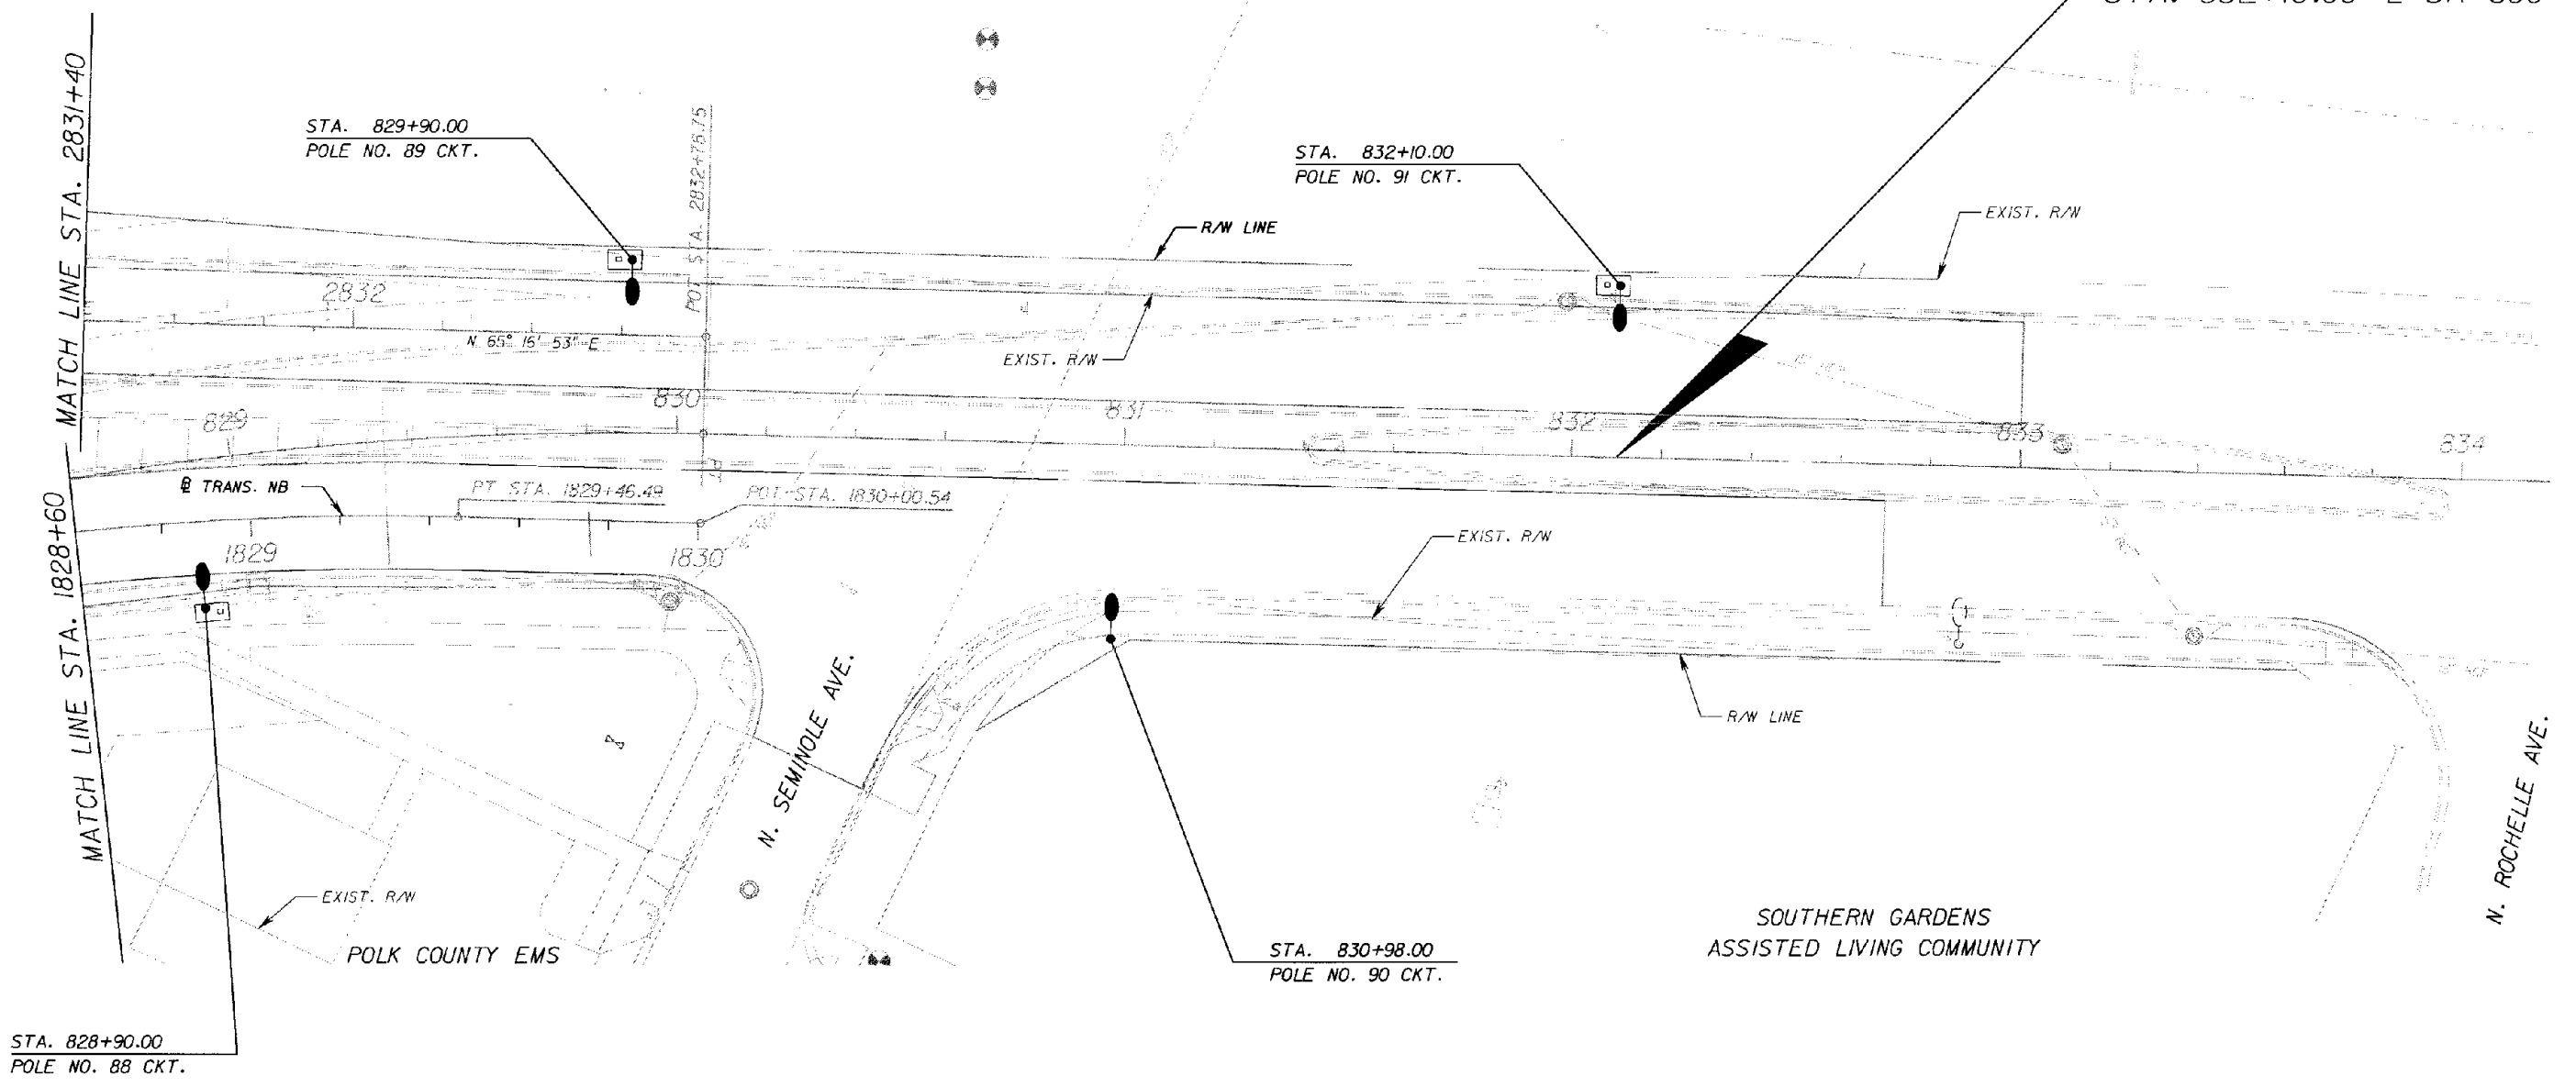 MATCH LINE STA. 2831+40
MATCH LINE STA. 1828+60
STA. 829+90.00
POLE NO. 89 CKT.
POT STA. 2832+75.75
STA. 832+10.00
POLE NO. 91 CKT.
R/W LINE
EXIST. R/W
2832
N 65° 15' 53" E
EXIST. R/W
829
830
831
832
833
834
TRANS. NB
PT STA. 1829+46.49
POT STA. 1830+00.54
1829
1830
EXIST. R/W
R/W LINE
N. SEMINOLE AVE.
N. ROCHELLE AVE.
EXIST. R/W
POLK COUNTY EMS
SOUTHERN GARDENS
ASSISTED LIVING COMMUNITY
STA. 830+98.00
POLE NO. 90 CKT.
STA. 828+90.00
POLE NO. 88 CKT.